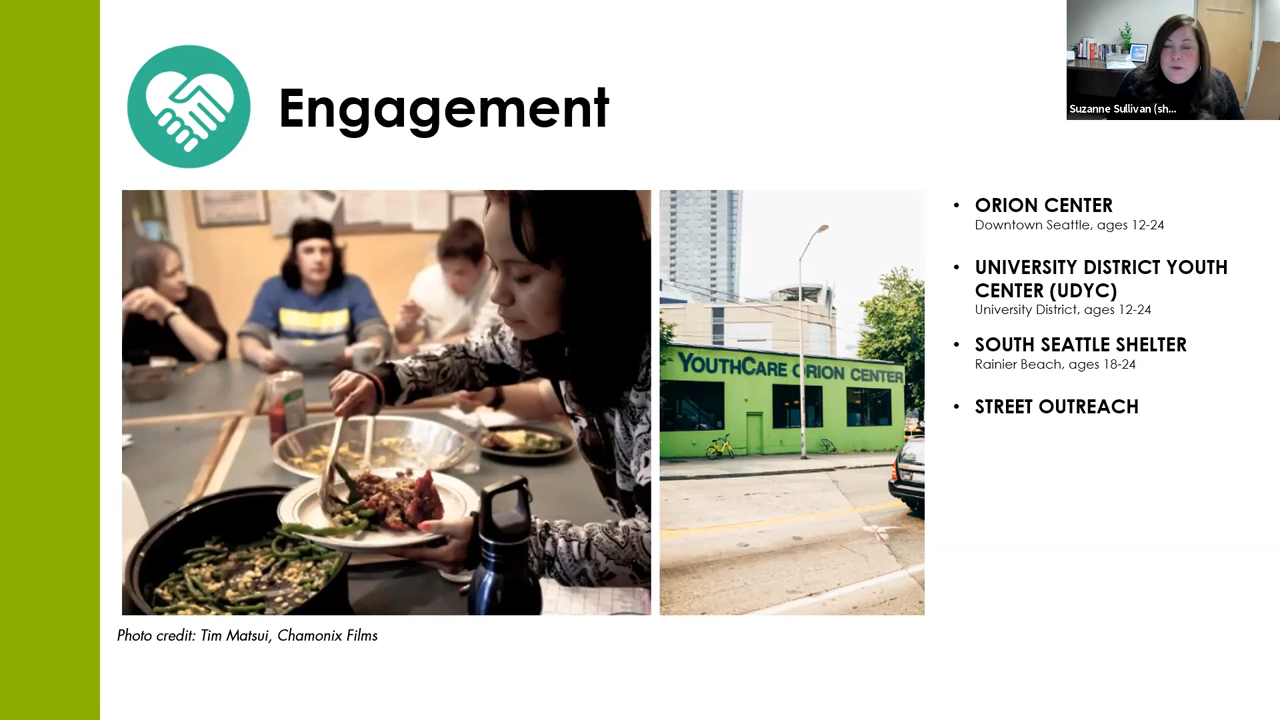 Engagement
Suzanne Sullivan (sh...
YOUTHCARE ORION CENTER
• ORION CENTER
Downtown Seattle, ages 12-24
• UNIVERSITY DISTRICT YOUTH
CENTER (UDYC)
University District, ages 12-24
• SOUTH SEATTLE SHELTER
Rainier Beach, ages 18-24
• STREET OUTREACH
Photo credit: Tim Matsui, Chamonix Films